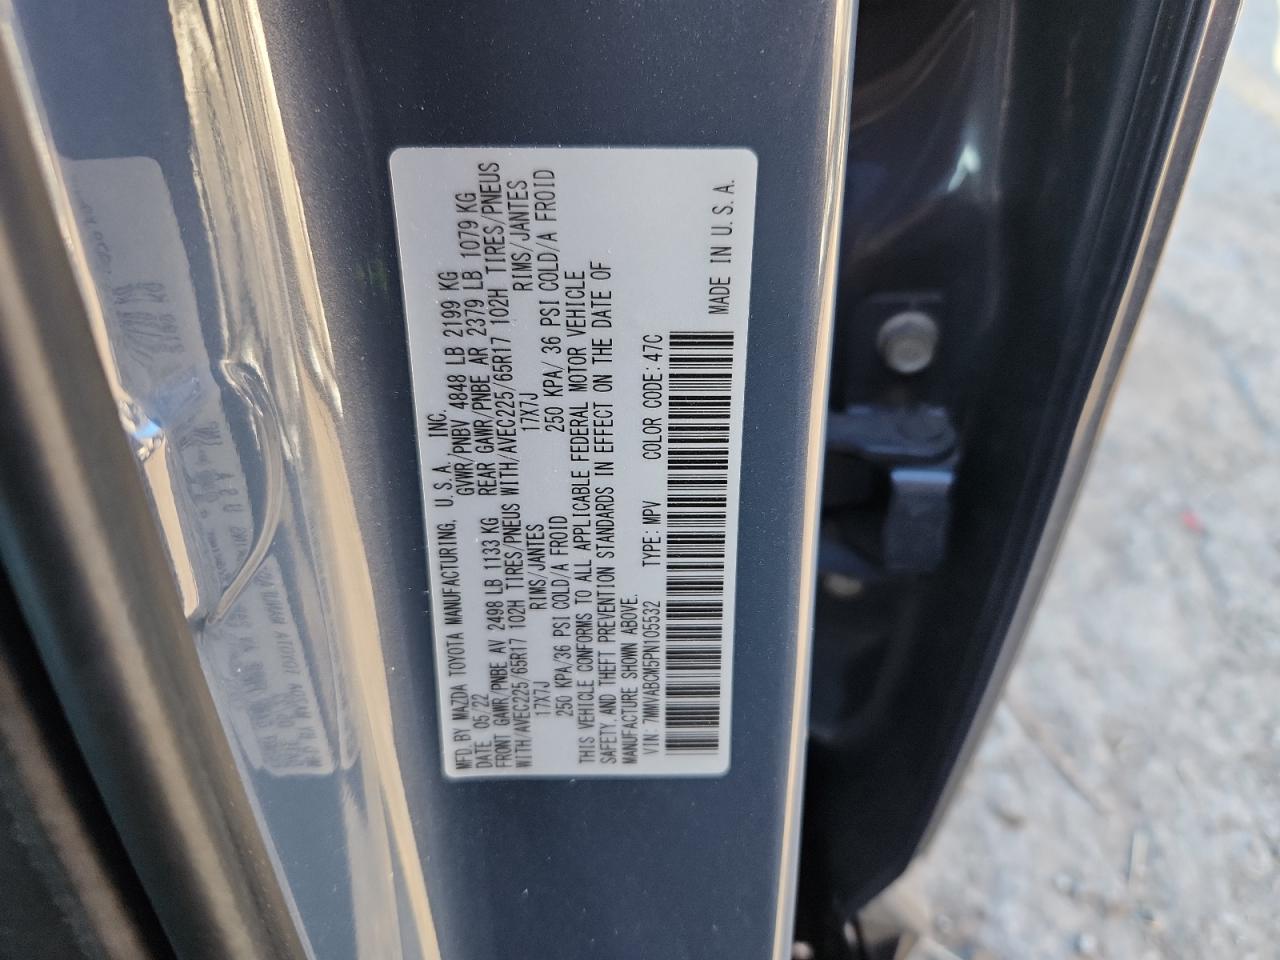 MFD. BY MAZDA TOYOTA MANUFACTURING, U. S. A. , INC.
DATE 05/22 GVWR/PNBV 4848 LB 2199 KG
FRONT GAWR/PNBE AV 2498 LB 1133 KG REAR GAWR/PNBE AR 2379 LB 1079 KG
WITH/AVEC225/65R17 102H TIRES/PNEUS WITH/AVEC225/65R17 102H TIRES/PNEUS
17X7J RIMS/JANTES 17X7J RIMS/JANTES
250 KPA/36 PSI COLD/A FROID 250 KPA/ 36 PSI COLD/A FROID
THIS VEHICLE CONFORMS TO ALL APPLICABLE FEDERAL MOTOR VEHICLE
SAFETY, AND THEFT PREVENTION STANDARDS IN EFFECT ON THE DATE OF
MANUFACTURE SHOWN ABOVE.
VIN: 7MMVABCM5PN105532 TYPE: MPV COLOR CODE: 47C
MADE IN U. S. A.